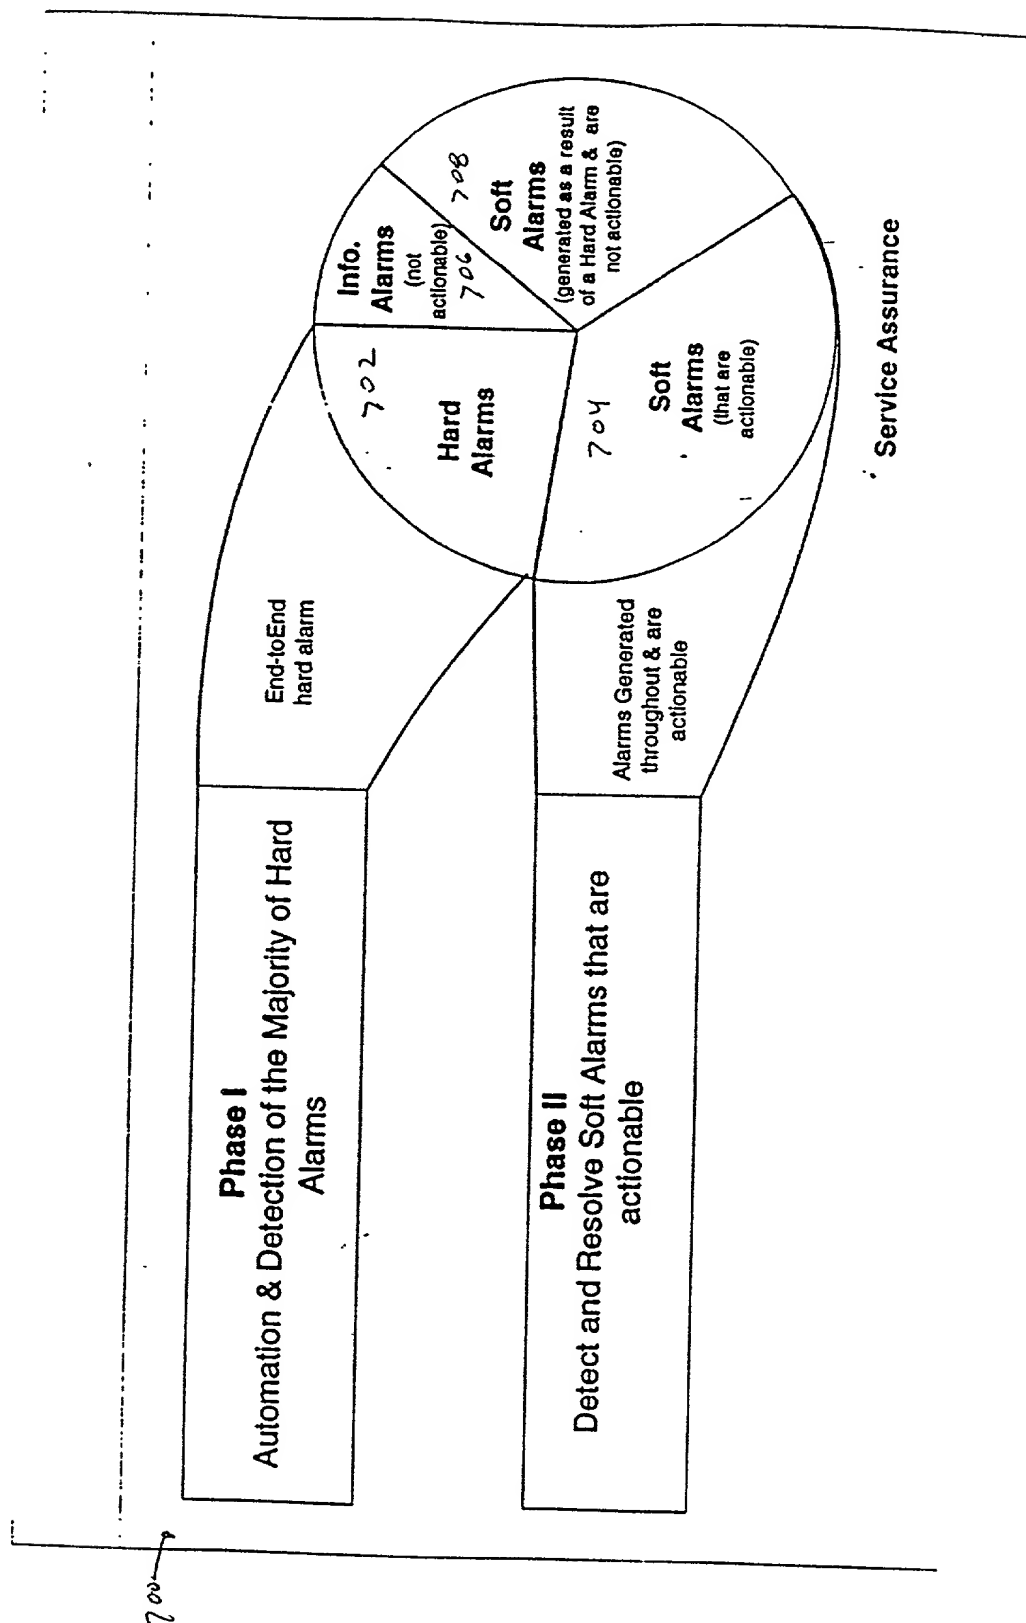 700
Phase I
Automation & Detection of the Majority of Hard
Alarms
End-toEnd
hard alarm
702
Hard
Alarms
Info.
Alarms
(not
actionable)
706
708
Soft
Alarms
(generated as a result
of a Hard Alarm & are
not actionable)
Phase II
Detect and Resolve Soft Alarms that are
actionable
Alarms Generated
throughout & are
actionable
704
Soft
Alarms
(that are
actionable)
Service Assurance